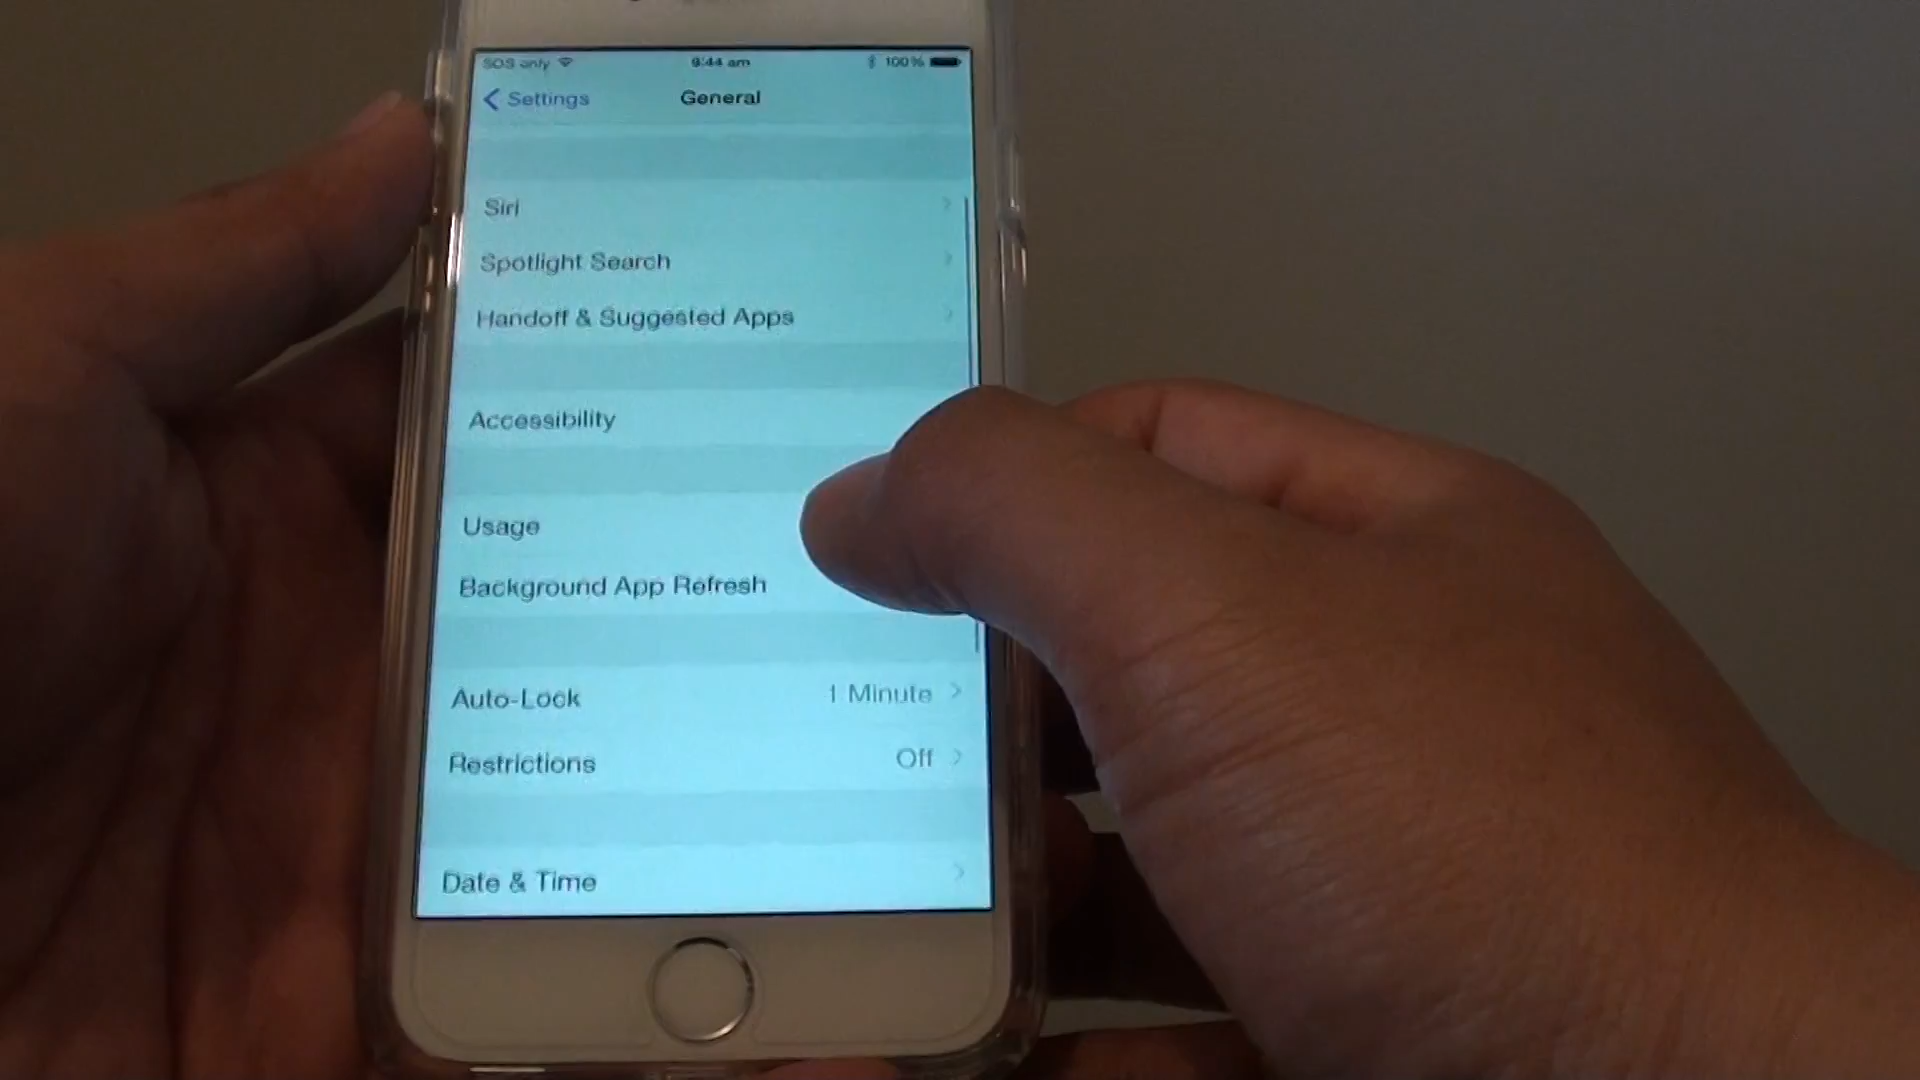 SOS only 9:44 am 100%
Settings General
Siri
Spotlight Search
Handoff & Suggested Apps
Accessibility
Usage
Background App Refresh
Auto-Lock 1 Minute
Restrictions Off
Date & Time